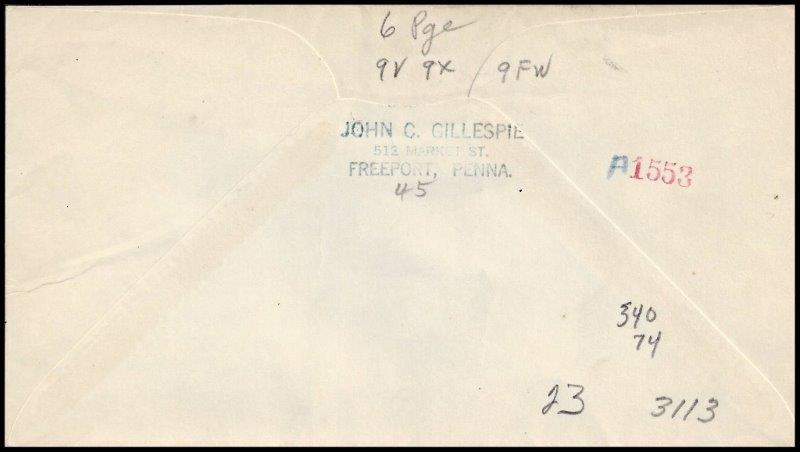 6 Pge
9V 9X / 9FW
JOHN C. GILLESPIE
513 MARKET ST.
FREEPORT, PENNA.
45
A1553
340
74
23
3113